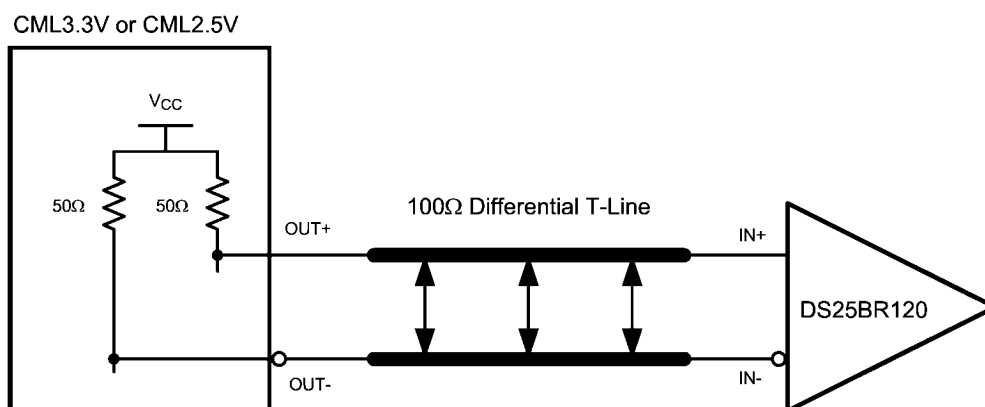 CML3.3V or CML2.5V
VCC
50Ω
50Ω
OUT+
100Ω Differential T-Line
IN+
DS25BR120
OUT-
IN-